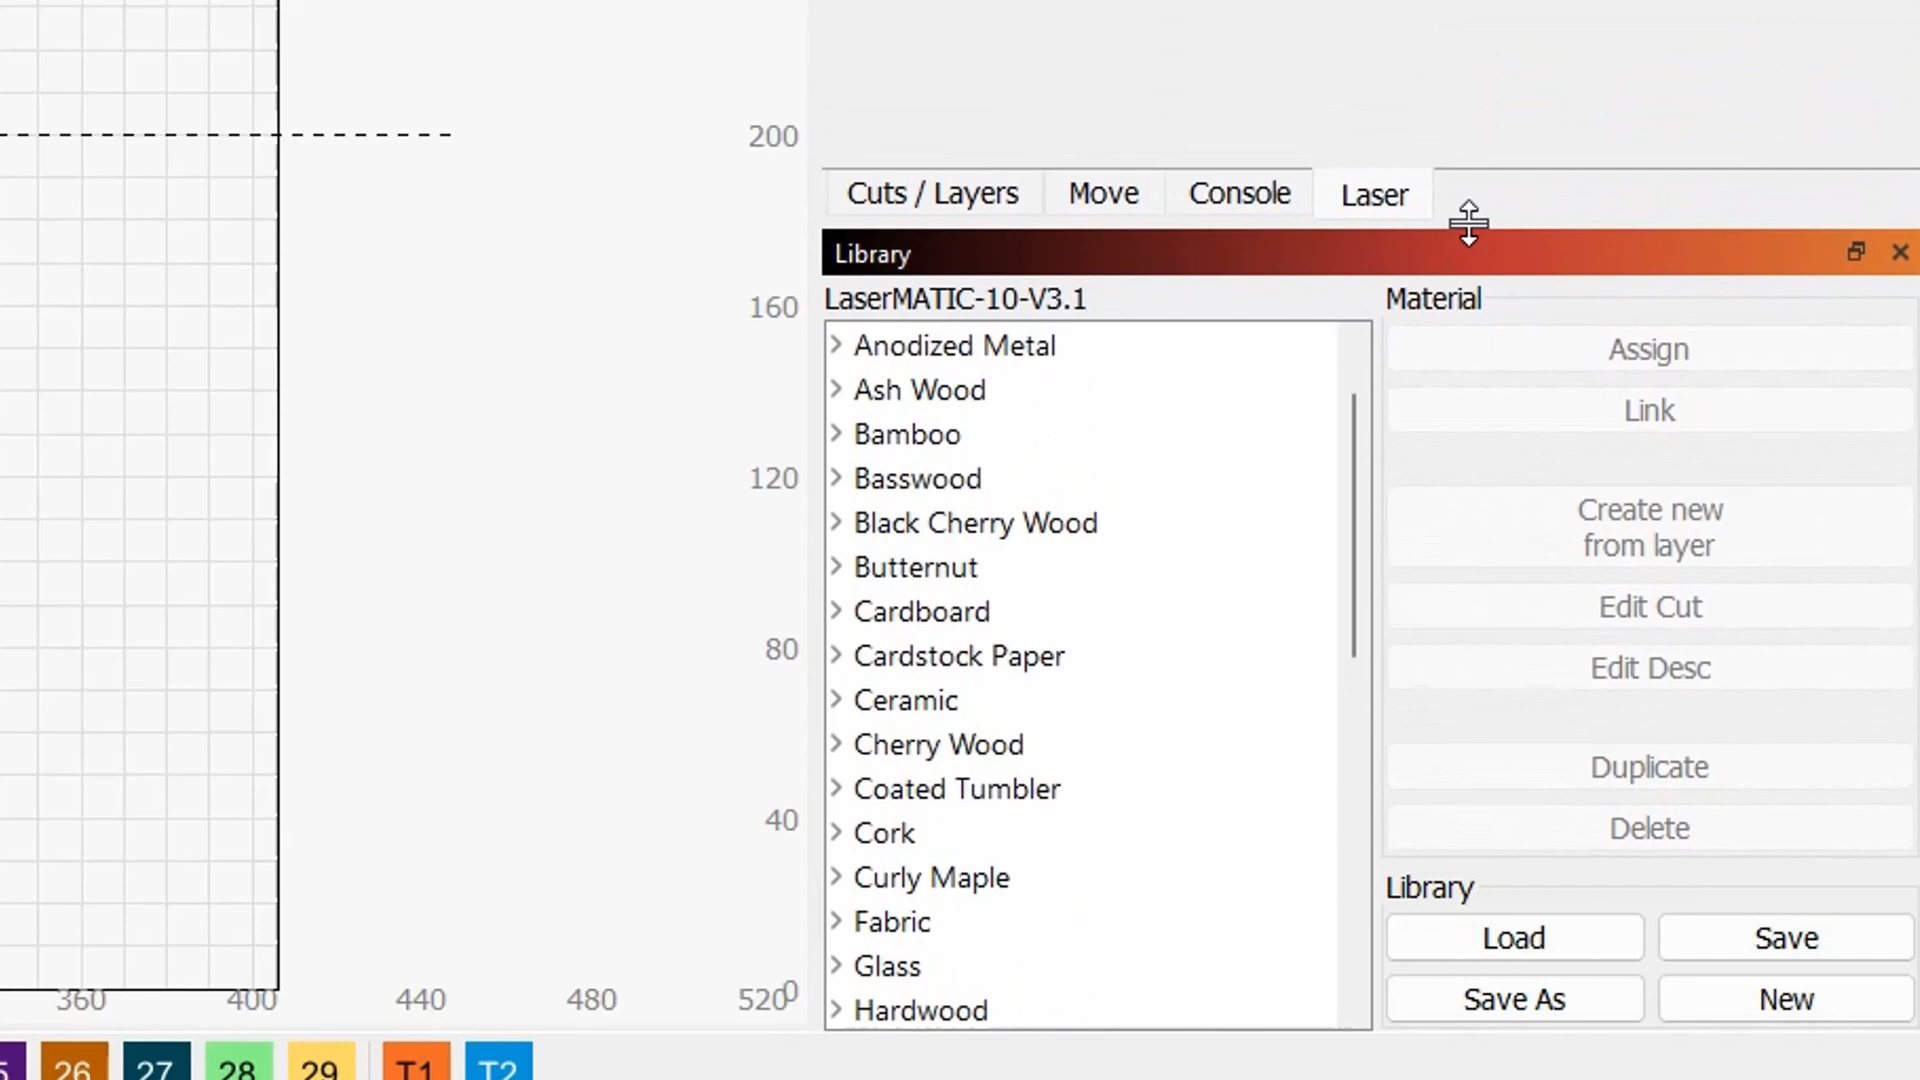 200
Cuts / Layers Move Console Laser
Library
LaserMATIC-10-V3.1
Material
160
Anodized Metal
Assign
Ash Wood
Link
Bamboo
120
Basswood
Create new
from layer
Black Cherry Wood
Butternut
Cardboard
Edit Cut
80
Cardstock Paper
Edit Desc
Ceramic
Cherry Wood
Duplicate
Coated Tumbler
40
Cork
Delete
Curly Maple
Library
Fabric
Load Save
Glass
0
Hardwood
Save As New
360 400 440 480 520
5 26 27 28 29 T1 T2